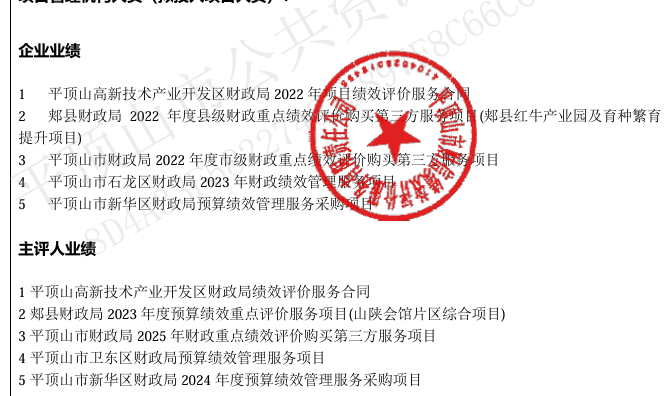 项目管理机构人员（拟投入项目人员）：
企业业绩
1 平顶山高新技术产业开发区财政局 2022 年项目绩效评价服务合同
2 郏县财政局 2022 年度县级财政重点绩效评价购买第三方服务项目(郏县红牛产业园及育种繁育
提升项目)
3 平顶山市财政局 2022 年度市级财政重点绩效评价购买第三方服务项目
4 平顶山市石龙区财政局 2023 年财政绩效管理服务项目
5 平顶山市新华区财政局预算绩效管理服务采购项目
主评人业绩
1 平顶山高新技术产业开发区财政局绩效评价服务合同
2 郏县财政局 2023 年度预算绩效重点评价服务项目(山陕会馆片区综合项目)
3 平顶山市财政局 2025 年财政重点绩效评价购买第三方服务项目
4 平顶山市卫东区财政局预算绩效管理服务项目
5 平顶山市新华区财政局 2024 年度预算绩效管理服务采购项目